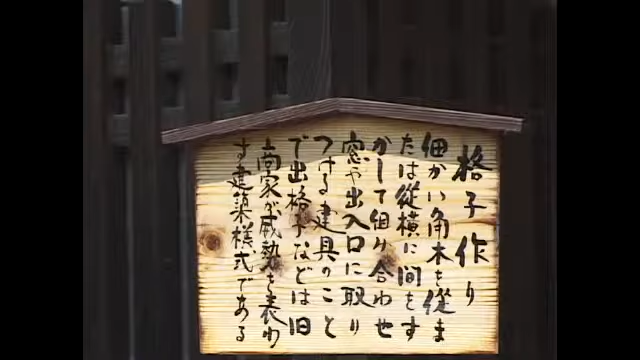 格子作り
細かい角木を従ま
たは従横に間をす
かして組み合わせ
窓や出入口に取り
つける建具のこと
で出格子などは旧
商家が威勢を表わ
す建築様式である